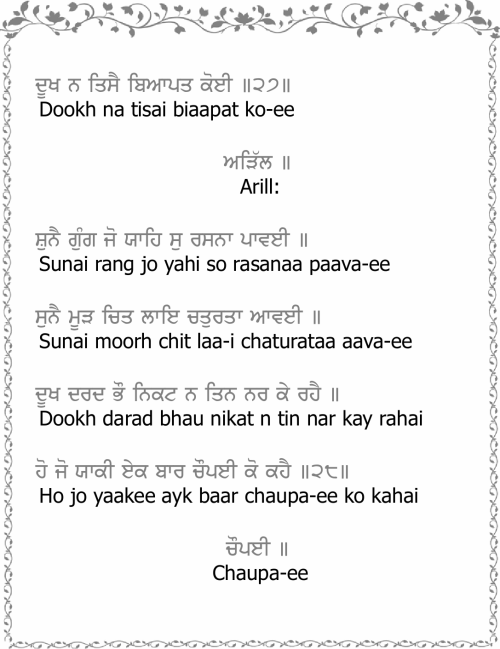 ਦੂਖ ਨ ਤਿਸੈ ਬਿਆਪਤ ਕੋਈ ॥੨੭॥
Dookh na tisai biaapat ko-ee
ਅੜਿੱਲ ॥
Arill:
ਸ਼ੁਨੈ ਗੁੰਗ ਜੋ ਯਾਹਿ ਸੁ ਰਸਨਾ ਪਾਵਈ ॥
Sunai rang jo yahi so rasanaa paava-ee
ਸੁਨੈ ਮੂੜ ਚਿਤ ਲਾਇ ਚਤੁਰਤਾ ਆਵਈ ॥
Sunai moorh chit laa-i chaturataa aava-ee
ਦੂਖ ਦਰਦ ਭੌ ਨਿਕਟ ਨ ਤਿਨ ਨਰ ਕੇ ਰਹੈ ॥
Dookh darad bhau nikat n tin nar kay rahai
ਹੋ ਜੋ ਯਾਕੀ ਏਕ ਬਾਰ ਚੌਪਈ ਕੋ ਕਹੈ ॥੨੮॥
Ho jo yaakee ayk baar chaupa-ee ko kahai
ਚੌਪਈ ॥
Chaupa-ee